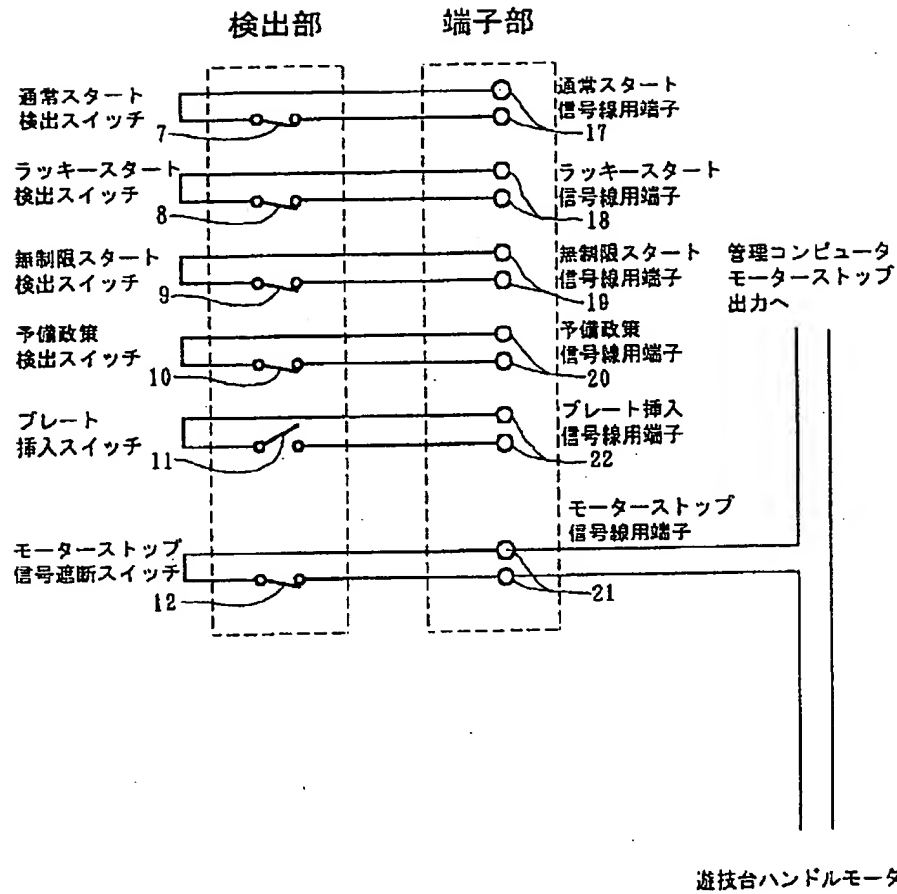 検出部
端子部
通常スタート
検出スイッチ
7
通常スタート
信号線用端子
17
ラッキースタート
検出スイッチ
8
ラッキースタート
信号線用端子
18
無制限スタート
検出スイッチ
9
無制限スタート
信号線用端子
19
管理コンピュータ
モーターストップ
出力へ
予備政策
検出スイッチ
10
予備政策
信号線用端子
20
プレート
挿入スイッチ
11
プレート挿入
信号線用端子
22
モーターストップ
信号遮断スイッチ
12
モーターストップ
信号線用端子
21
遊技台ハンドルモータ